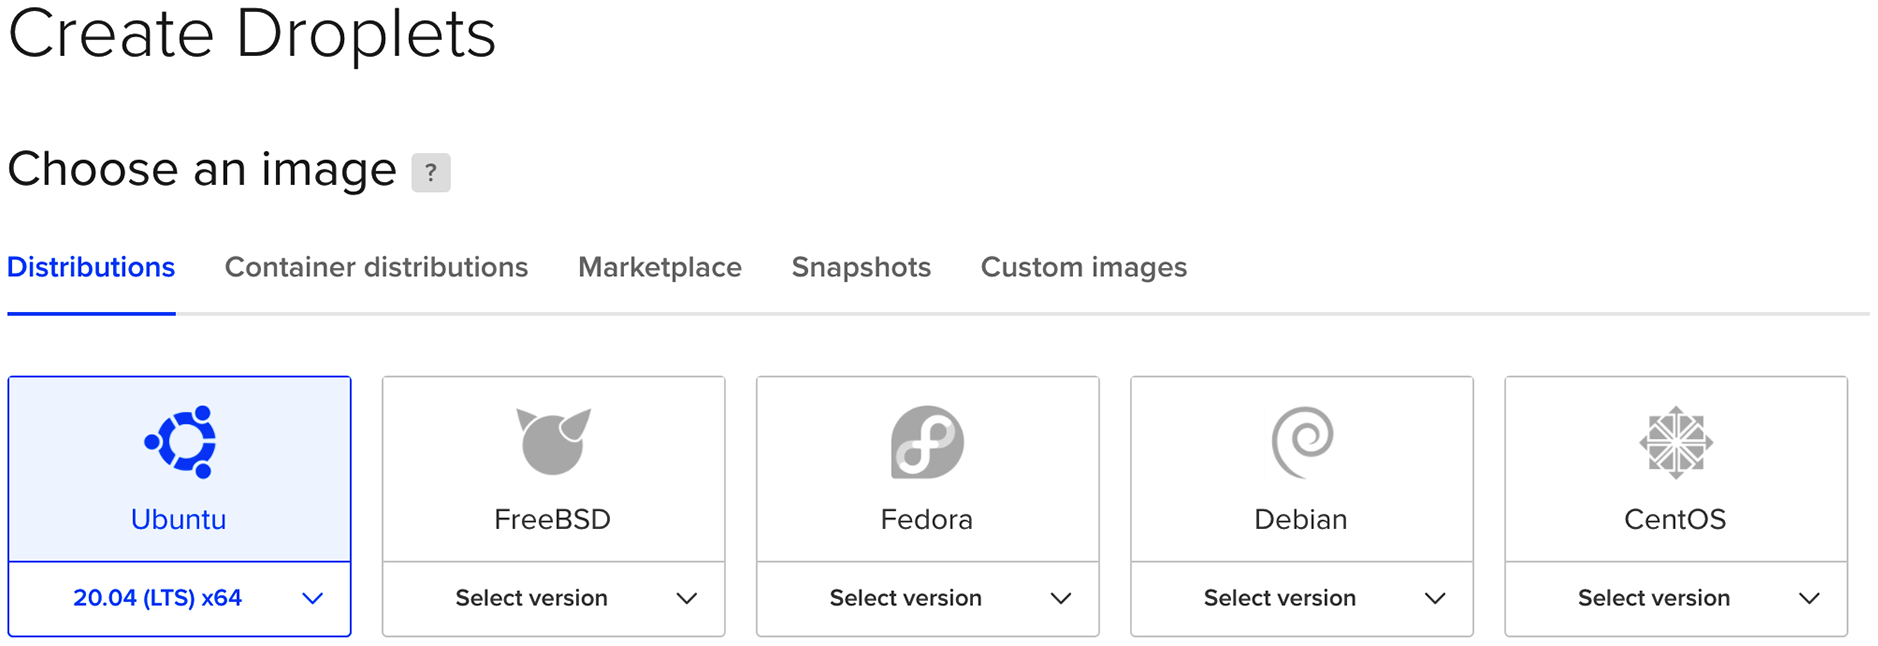 Create Droplets
Choose an image ?
Distributions Container distributions Marketplace Snapshots Custom images
Ubuntu FreeBSD Fedora Debian CentOS
20.04 (LTS) x64 Select version Select version Select version Select version